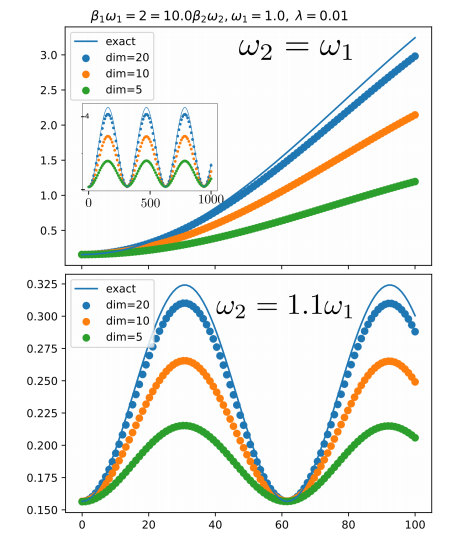 β₁ω₁ = 2 = 10.0β₂ω₂, ω₁ = 1.0, λ = 0.01
exact
dim=20
dim=10
dim=5
ω₂ = ω₁
3.0
2.5
2.0
1.5
1.0
0.5
4
0 500 1000
exact
dim=20
dim=10
dim=5
ω₂ = 1.1ω₁
0.325
0.300
0.275
0.250
0.225
0.200
0.175
0.150
0 20 40 60 80 100